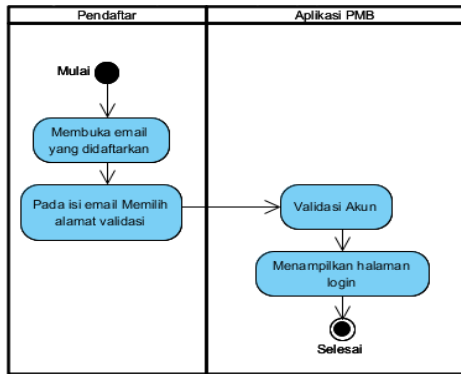 Pendaftar
Aplikasi PMB
Mulai
Membuka email
yang didaftarkan
Pada isi email Memilih
alamat validasi
Validasi Akun
Menampilkan halaman
login
Selesai